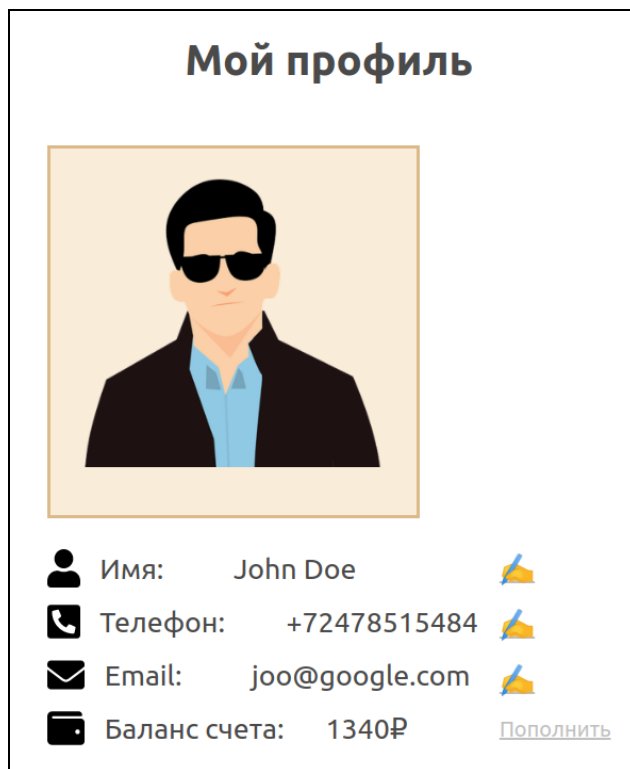 Мой профиль
Имя: John Doe
Телефон: +72478515484
Email: joo@google.com
Баланс счета: 1340₽ Пополнить